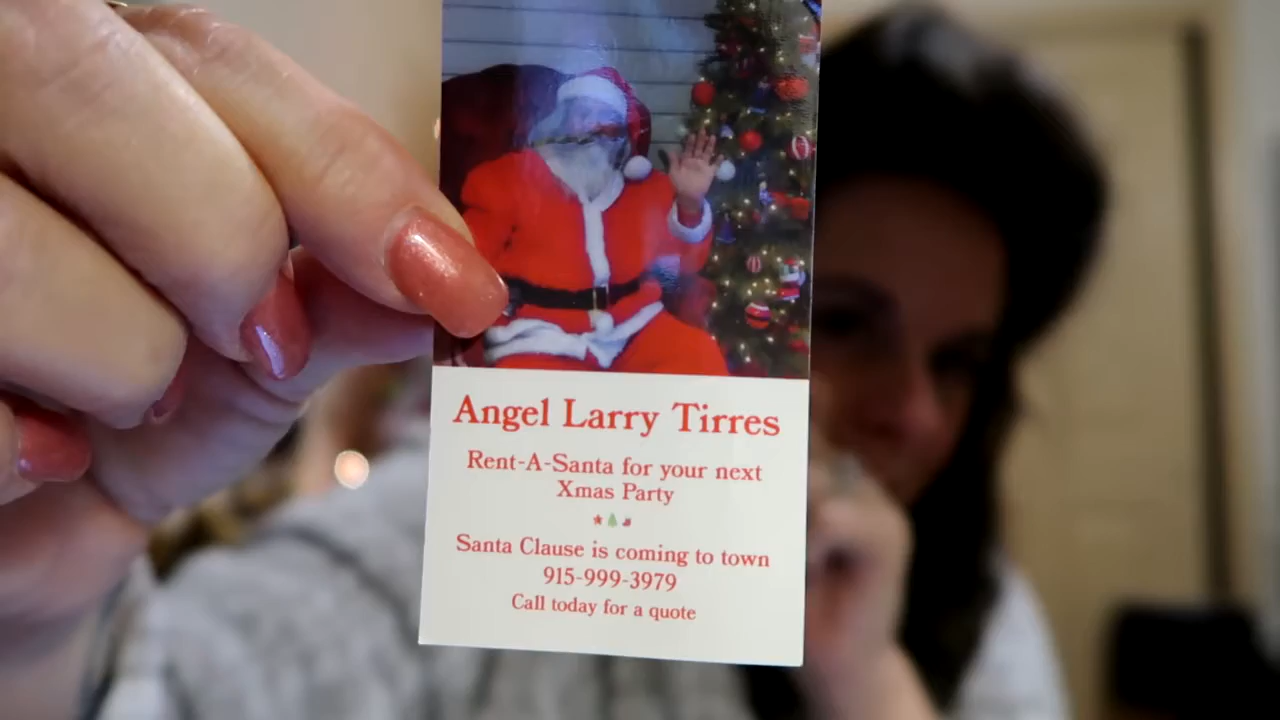 Angel Larry Tirres
Rent-A-Santa for your next
Xmas Party
Santa Clause is coming to town
915-999-3979
Call today for a quote